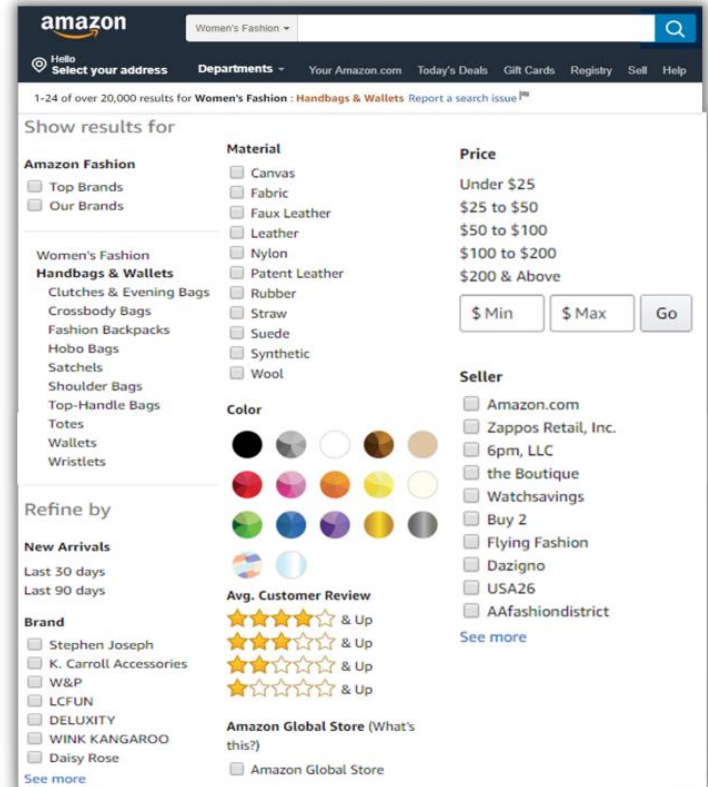 amazon
Women's Fashion
Hello
Select your address
Departments
Your Amazon.com
Today's Deals
Gift Cards
Registry
Sell
Help
1-24 of over 20,000 results for Women's Fashion : Handbags & Wallets Report a search issue
Show results for
Amazon Fashion
Top Brands
Our Brands
Women's Fashion
Handbags & Wallets
Clutches & Evening Bags
Crossbody Bags
Fashion Backpacks
Hobo Bags
Satchels
Shoulder Bags
Top-Handle Bags
Totes
Wallets
Wristlets
Refine by
New Arrivals
Last 30 days
Last 90 days
Brand
Stephen Joseph
K. Carroll Accessories
W&P
LCFUN
DELUXITY
WINK KANGAROO
Daisy Rose
See more
Material
Canvas
Fabric
Faux Leather
Leather
Nylon
Patent Leather
Rubber
Straw
Suede
Synthetic
Wool
Color
Avg. Customer Review
& Up
& Up
& Up
& Up
Amazon Global Store (What's
this?)
Amazon Global Store
Price
Under $25
$25 to $50
$50 to $100
$100 to $200
$200 & Above
$ Min
$ Max
Go
Seller
Amazon.com
Zappos Retail, Inc.
6pm, LLC
the Boutique
Watchsavings
Buy 2
Flying Fashion
Dazigno
USA26
AAfashiondistrict
See more